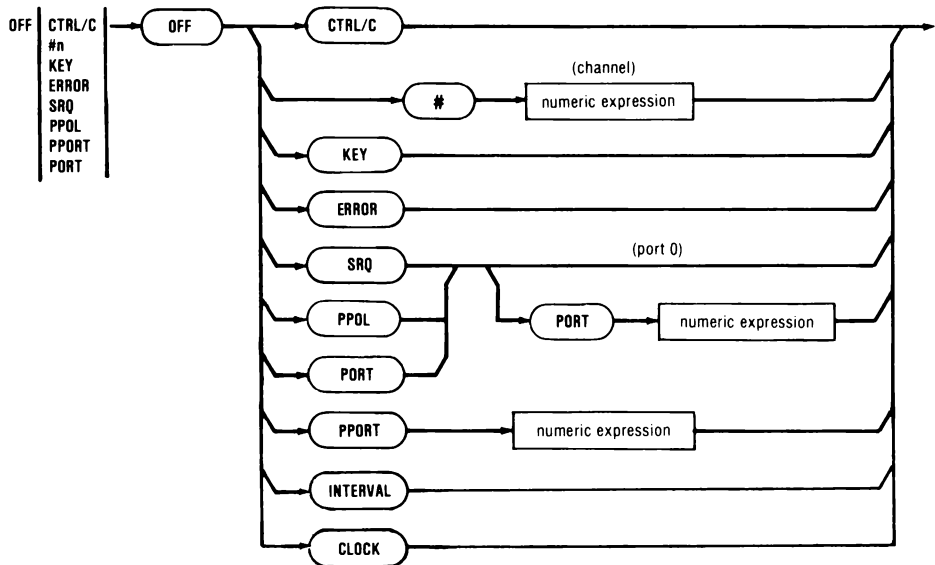 OFF CTRL/C
#n
KEY
ERROR
SRQ
PPOL
PPORT
PORT
OFF
CTRL/C
(channel)
# numeric expression
KEY
ERROR
SRQ (port 0)
PPOL PORT numeric expression
PORT
PPORT numeric expression
INTERVAL
CLOCK